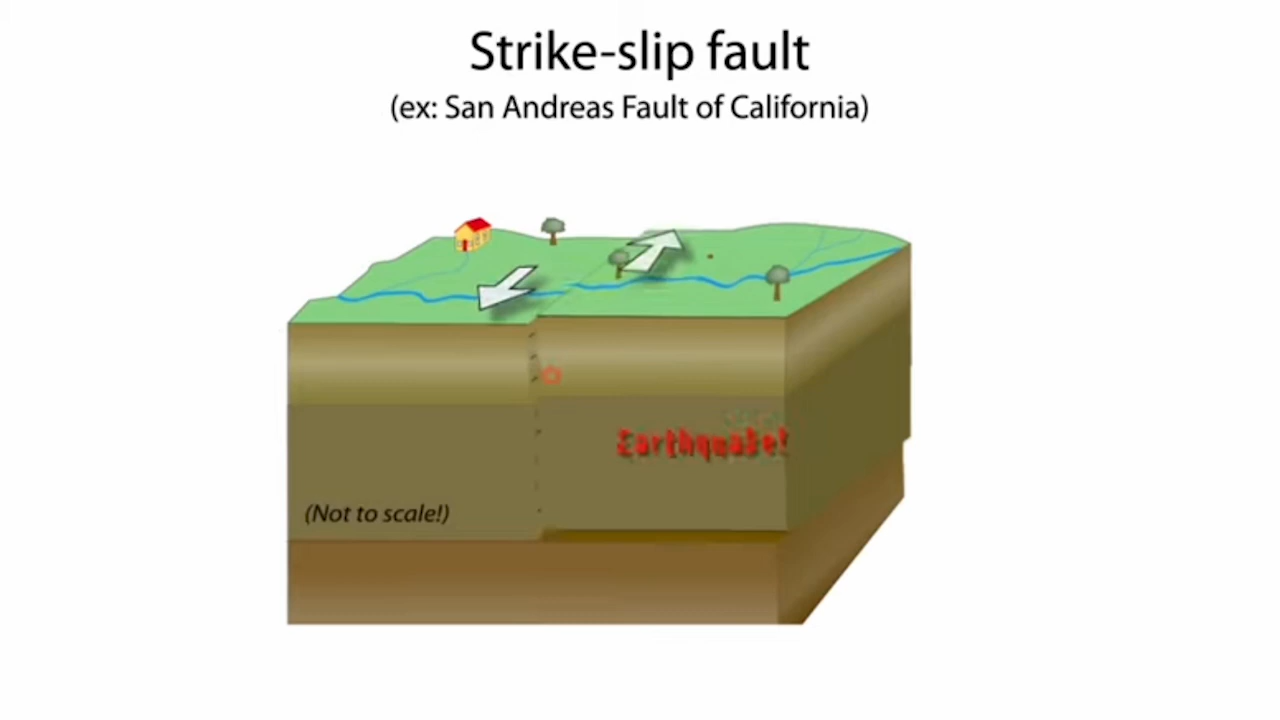 Strike-slip fault
(ex: San Andreas Fault of California)
Earthquake!
(Not to scale!)